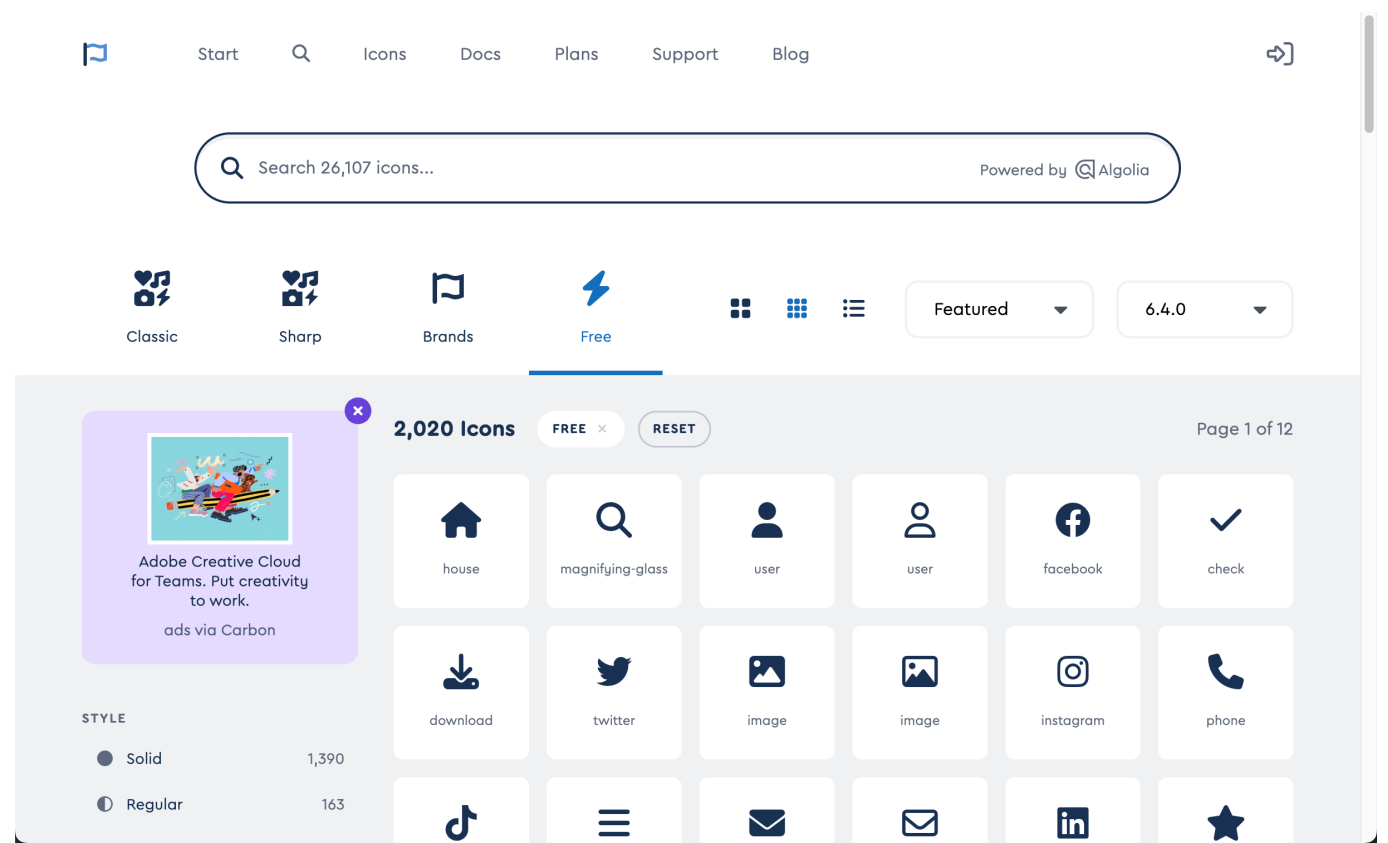 Start
Icons
Docs
Plans
Support
Blog
Search 26,107 icons...
Powered by Algolia
Classic
Sharp
Brands
Free
Featured
6.4.0
Adobe Creative Cloud
for Teams. Put creativity
to work.
ads via Carbon
2,020 Icons
FREE
RESET
Page 1 of 12
house
magnifying-glass
user
user
facebook
check
download
twitter
image
image
instagram
phone
STYLE
Solid 1,390
Regular 163